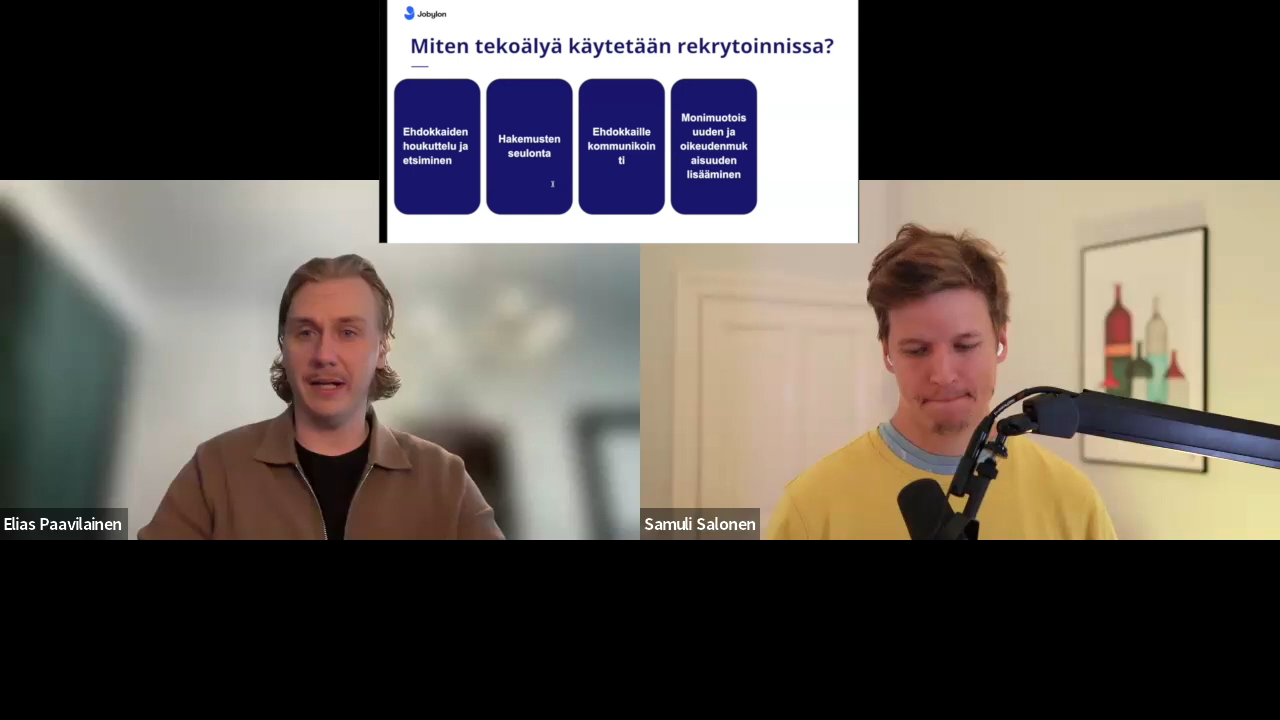 Jobylon
Miten tekoälyä käytetään rekrytoinnissa?
Ehdokkaiden
houkuttelu ja
etsiminen
Hakemusten
seulonta
Ehdokkaille
kommunikoin
ti
Monimuotois
uuden ja
oikeudenmuk
aisuuden
lisääminen
Elias Paavilainen
Samuli Salonen